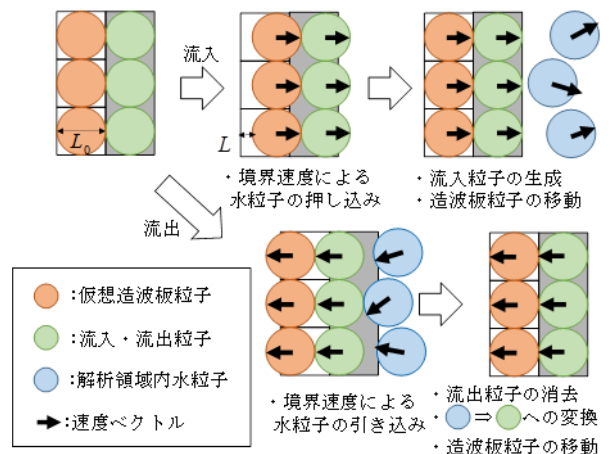 流入
L₀
L
・境界速度による
水粒子の押し込み
・流入粒子の生成
・造波板粒子の移動
流出
:仮想造波板粒子
:流入・流出粒子
:解析領域内水粒子
:速度ベクトル
・境界速度による
水粒子の引き込み
・流出粒子の消去
・⇒への変換
・造波板粒子の移動